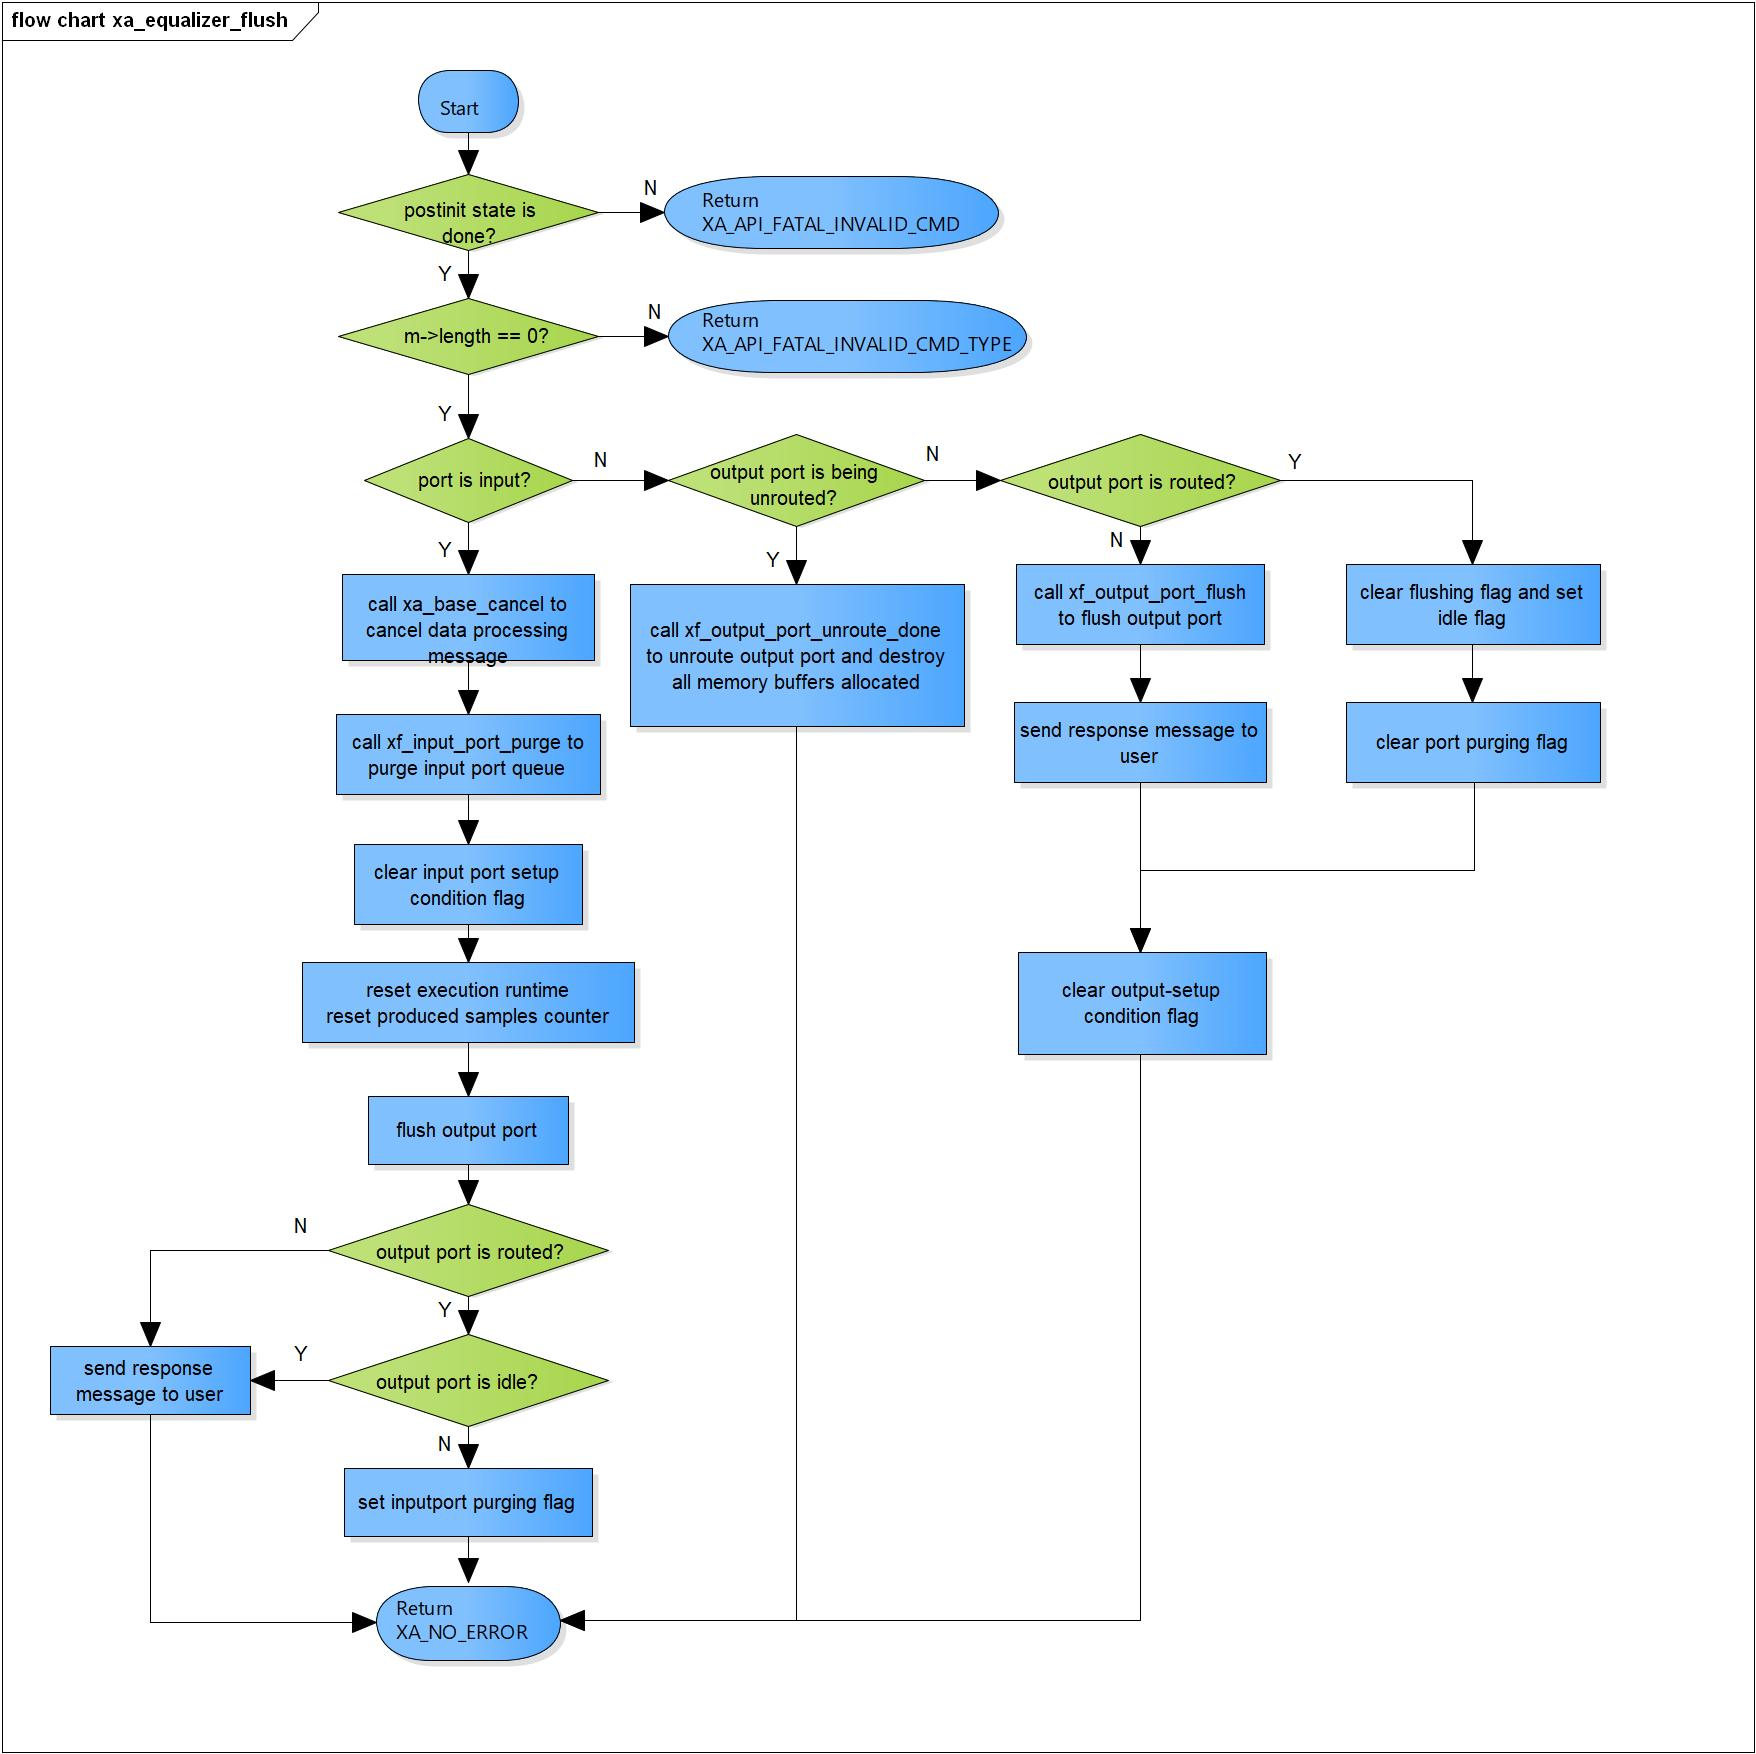 flow chart xa_equalizer_flush
Start
postinit state is
done?
N
Return
XA_API_FATAL_INVALID_CMD
Y
m->length == 0?
N
Return
XA_API_FATAL_INVALID_CMD_TYPE
Y
port is input?
N
output port is being
unrouted?
N
output port is routed?
Y
Y
call xa_base_cancel to
cancel data processing
message
Y
call xf_output_port_unroute_done
to unroute output port and destroy
all memory buffers allocated
N
call xf_output_port_flush
to flush output port
clear flushing flag and set
idle flag
call xf_input_port_purge to
purge input port queue
send response message to
user
clear port purging flag
clear input port setup
condition flag
reset execution runtime
reset produced samples counter
clear output-setup
condition flag
flush output port
N
output port is routed?
Y
send response
message to user
Y
output port is idle?
N
set inputport purging flag
Return
XA_NO_ERROR